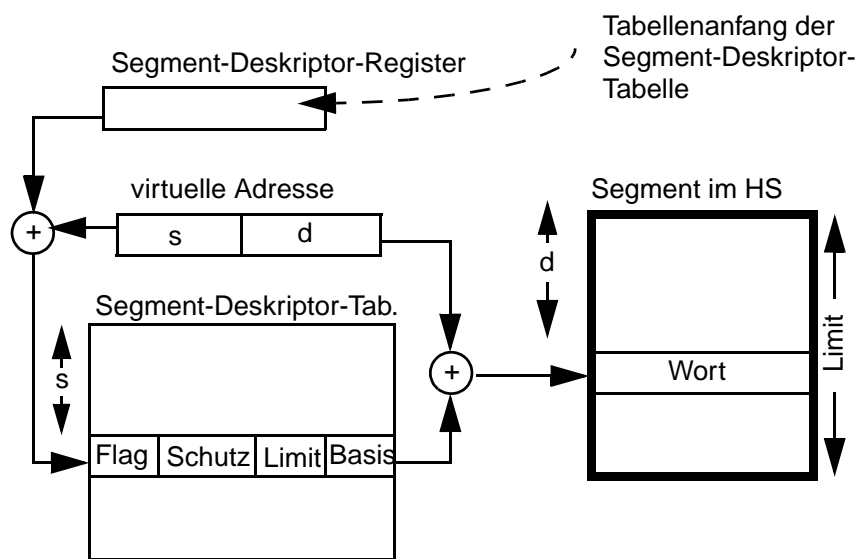 Tabellenanfang der
Segment-Deskriptor-
Tabelle
Segment-Deskriptor-Register
virtuelle Adresse
Segment im HS
+
s
d
d
Segment-Deskriptor-Tab.
s
+
Wort
Limit
Flag
Schutz
Limit
Basis